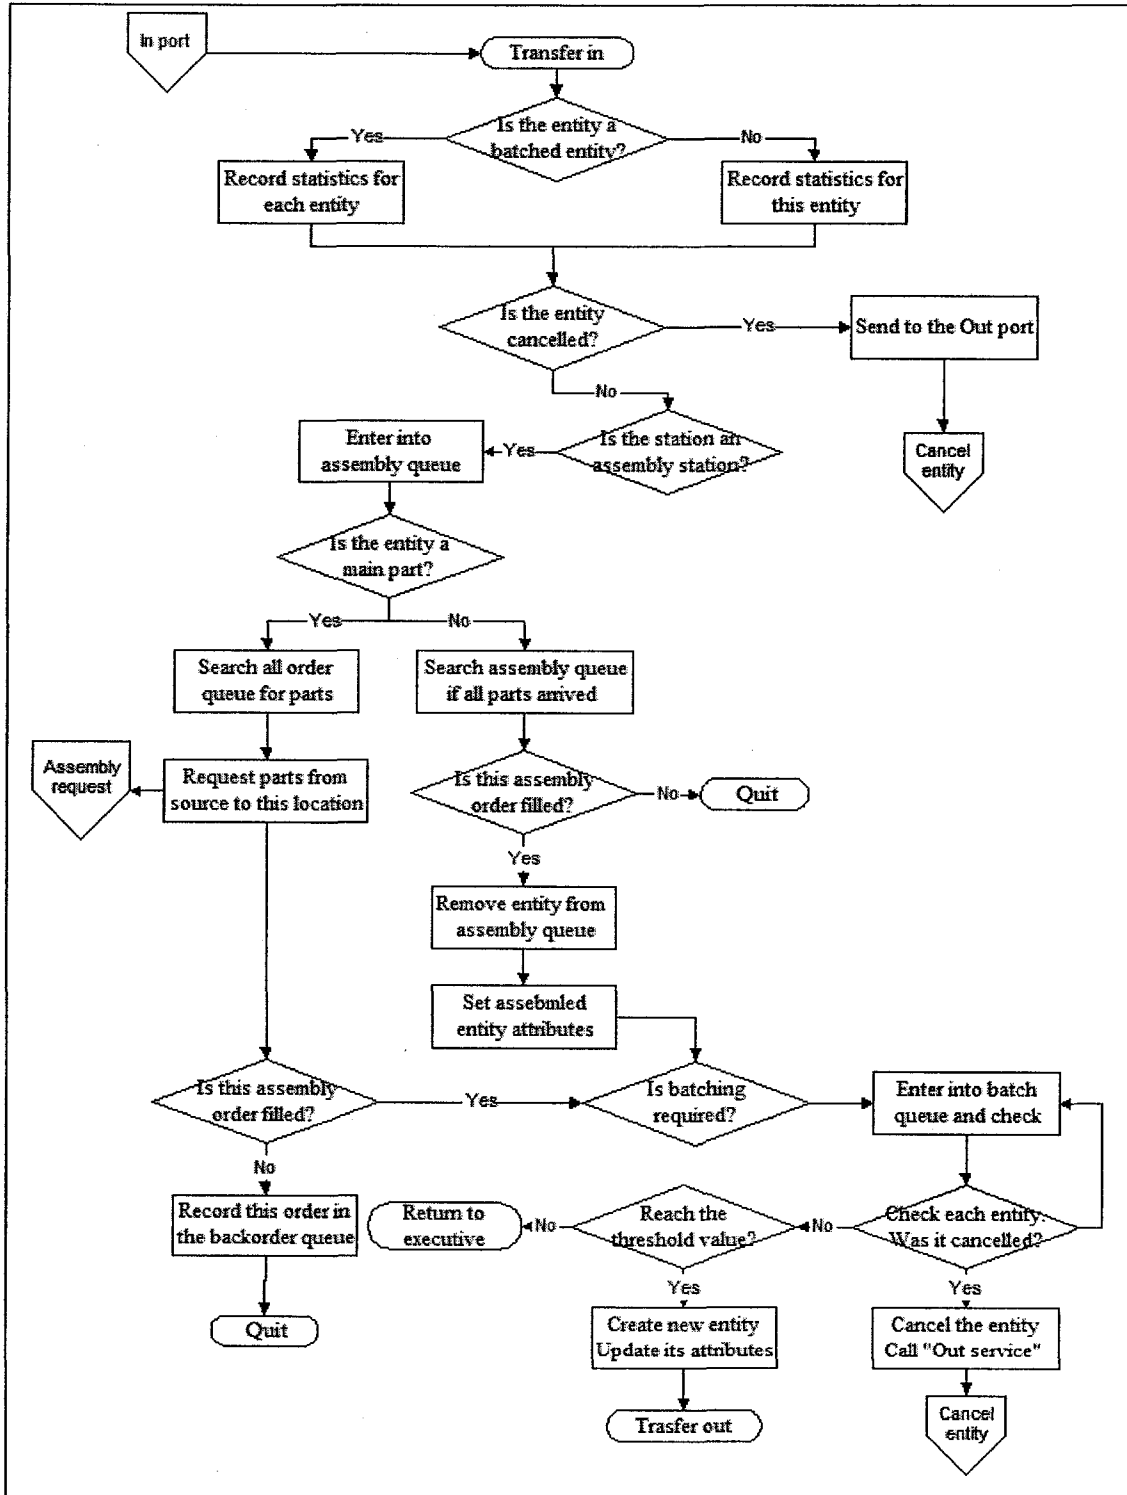 In port
Transfer in
Is the entity a
batched entity?
Yes
No
Record statistics for
each entity
Record statistics for
this entity
Is the entity
cancelled?
Yes
Send to the Out port
No
Cancel
entity
Enter into
assembly queue
Yes
Is the station an
assembly station?
Is the entity a
main part?
Yes
No
Search all order
queue for parts
Search assembly queue
if all parts arrived
Assembly
request
Request parts from
source to this location
Is this assembly
order filled?
No
Quit
Yes
Remove entity from
assembly queue
Set assebmled
entity attributes
Is this assembly
order filled?
Yes
Is batching
required?
Enter into batch
queue and check
No
Record this order in
the backorder queue
Return to
executive
No
Reach the
threshold value?
No
Check each entity.
Was it cancelled?
Yes
Yes
Quit
Create new entity
Update its attributes
Cancel the entity
Call "Out service"
Trasfer out
Cancel
entity